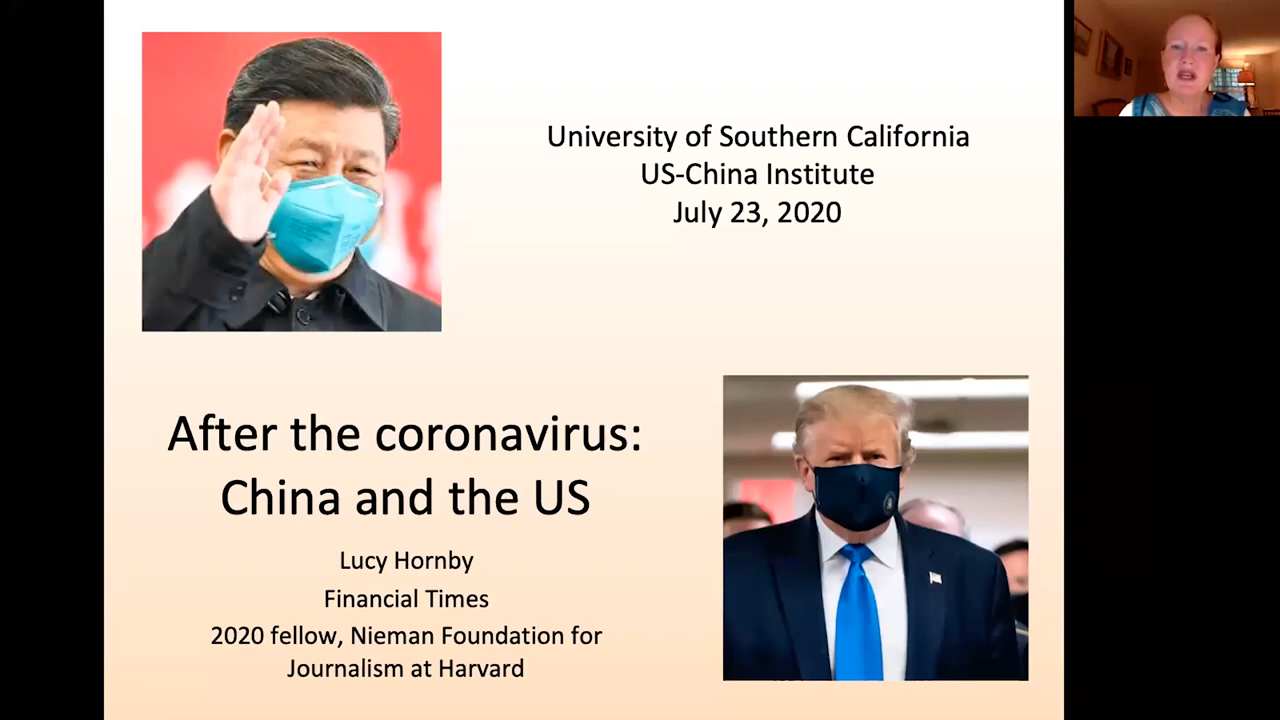 University of Southern California
US-China Institute
July 23, 2020
After the coronavirus:
China and the US
Lucy Hornby
Financial Times
2020 fellow, Nieman Foundation for
Journalism at Harvard